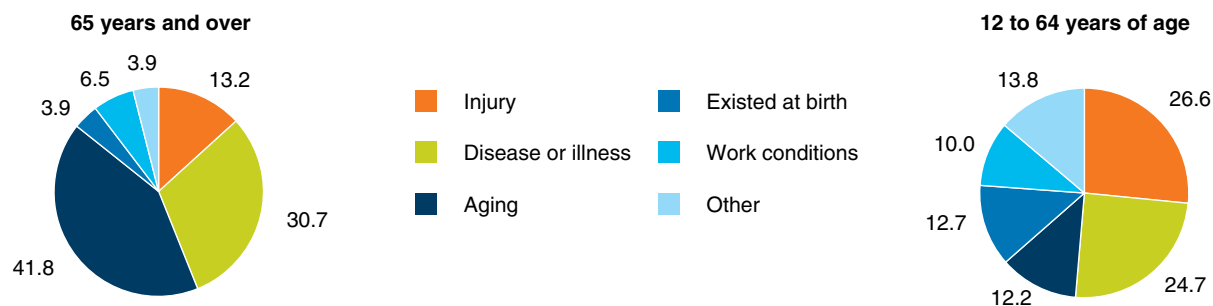 65 years and over
3.9
6.5
13.2
3.9
30.7
41.8
Injury
Existed at birth
Disease or illness
Work conditions
Aging
Other
12 to 64 years of age
13.8
26.6
10.0
12.7
24.7
12.2